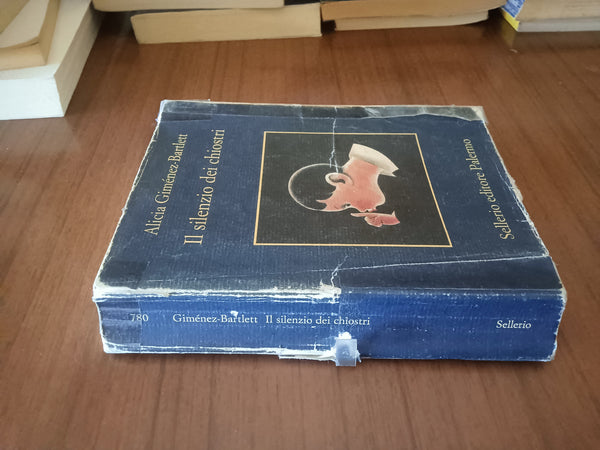 Alicia Giménez-Bartlett
Il silenzio dei chiostri
Sellerio editore Palermo
780 Giménez-Bartlett Il silenzio dei chiostri Sellerio